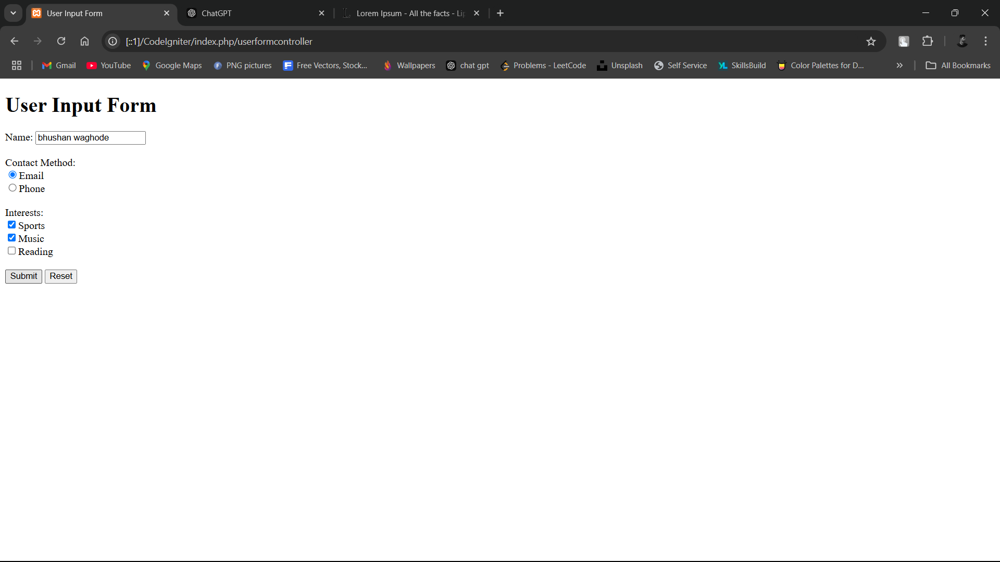 User Input Form
ChatGPT
Lorem Ipsum - All the facts - Lip
[::1]/CodeIgniter/index.php/userformcontroller
Gmail
YouTube
Google Maps
PNG pictures
Free Vectors, Stock...
Wallpapers
chat gpt
Problems - LeetCode
Unsplash
Self Service
SkillsBuild
Color Palettes for D...
All Bookmarks
User Input Form
Name: bhushan waghode
Contact Method:
Email
Phone
Interests:
Sports
Music
Reading
Submit Reset